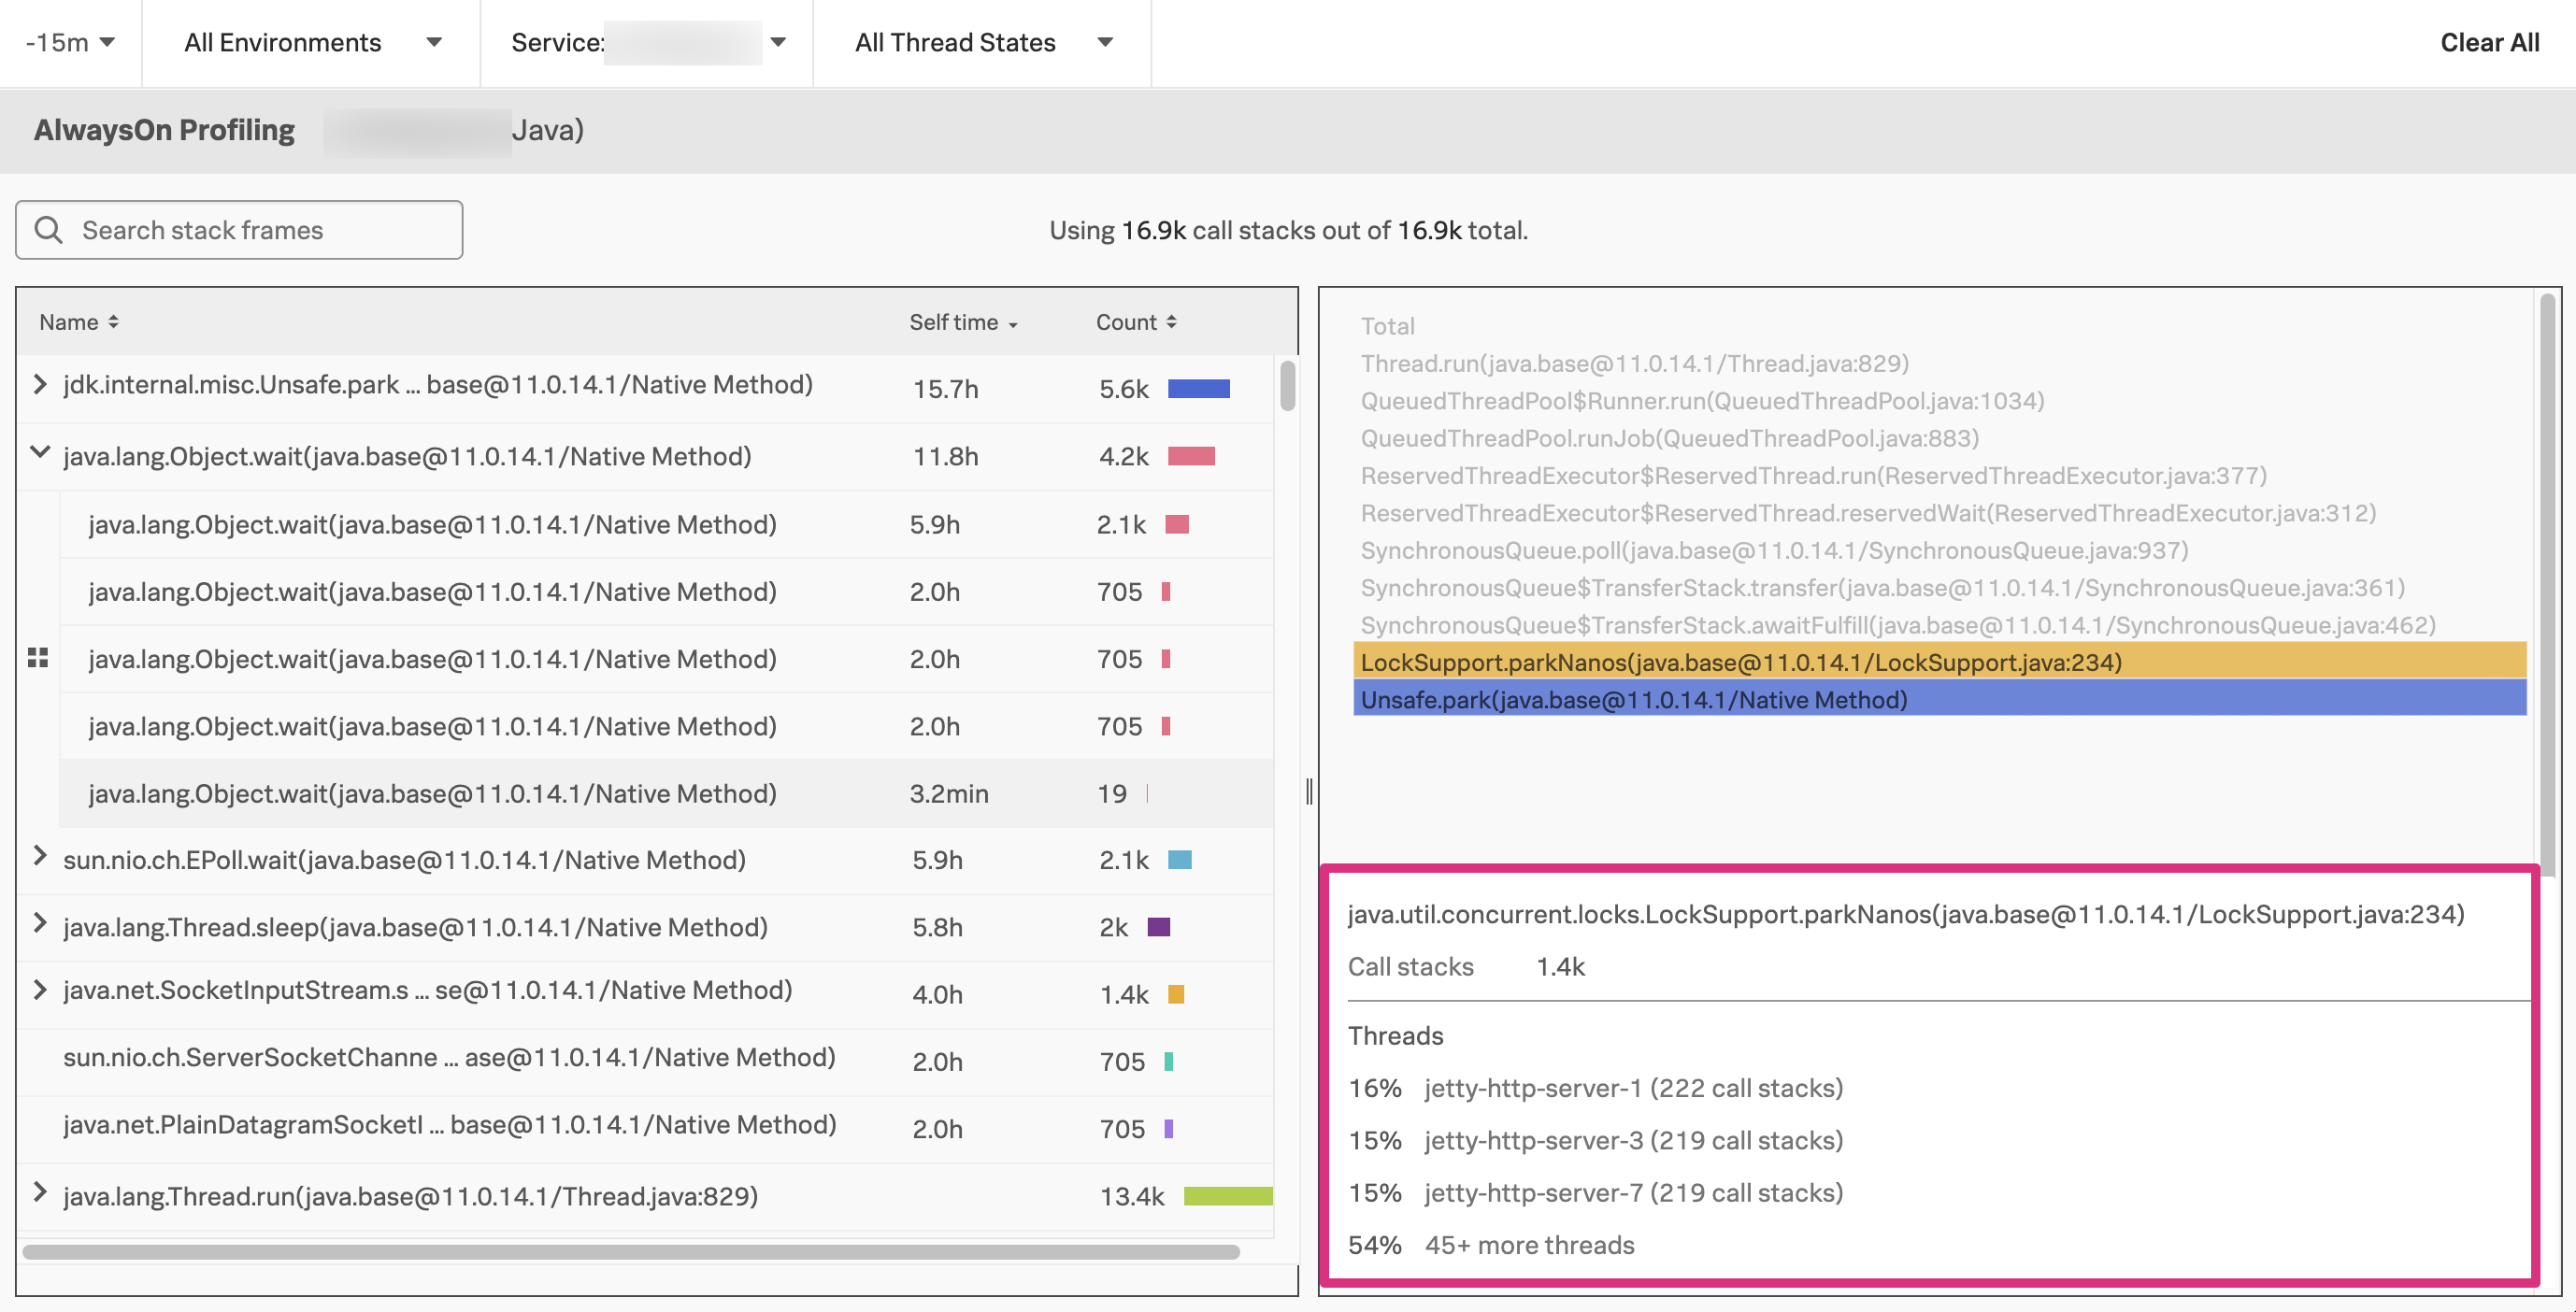 -15m All Environments Service: All Thread States Clear All
AlwaysOn Profiling Java)
Search stack frames
Using 16.9k call stacks out of 16.9k total.
Name Self time Count
jdk.internal.misc.Unsafe.park ... base@11.0.14.1/Native Method) 15.7h 5.6k
java.lang.Object.wait(java.base@11.0.14.1/Native Method) 11.8h 4.2k
java.lang.Object.wait(java.base@11.0.14.1/Native Method) 5.9h 2.1k
java.lang.Object.wait(java.base@11.0.14.1/Native Method) 2.0h 705
java.lang.Object.wait(java.base@11.0.14.1/Native Method) 2.0h 705
java.lang.Object.wait(java.base@11.0.14.1/Native Method) 2.0h 705
java.lang.Object.wait(java.base@11.0.14.1/Native Method) 3.2min 19
sun.nio.ch.EPoll.wait(java.base@11.0.14.1/Native Method) 5.9h 2.1k
java.lang.Thread.sleep(java.base@11.0.14.1/Native Method) 5.8h 2k
java.net.SocketInputStream.s ... se@11.0.14.1/Native Method) 4.0h 1.4k
sun.nio.ch.ServerSocketChanne ... ase@11.0.14.1/Native Method) 2.0h 705
java.net.PlainDatagramSocketI ... base@11.0.14.1/Native Method) 2.0h 705
java.lang.Thread.run(java.base@11.0.14.1/Thread.java:829) 13.4k
Total
Thread.run(java.base@11.0.14.1/Thread.java:829)
QueuedThreadPool$Runner.run(QueuedThreadPool.java:1034)
QueuedThreadPool.runJob(QueuedThreadPool.java:883)
ReservedThreadExecutor$ReservedThread.run(ReservedThreadExecutor.java:377)
ReservedThreadExecutor$ReservedThread.reservedWait(ReservedThreadExecutor.java:312)
SynchronousQueue.poll(java.base@11.0.14.1/SynchronousQueue.java:937)
SynchronousQueue$TransferStack.transfer(java.base@11.0.14.1/SynchronousQueue.java:361)
SynchronousQueue$TransferStack.awaitFulfill(java.base@11.0.14.1/SynchronousQueue.java:462)
LockSupport.parkNanos(java.base@11.0.14.1/LockSupport.java:234)
Unsafe.park(java.base@11.0.14.1/Native Method)
java.util.concurrent.locks.LockSupport.parkNanos(java.base@11.0.14.1/LockSupport.java:234)
Call stacks 1.4k
Threads
16% jetty-http-server-1 (222 call stacks)
15% jetty-http-server-3 (219 call stacks)
15% jetty-http-server-7 (219 call stacks)
54% 45+ more threads